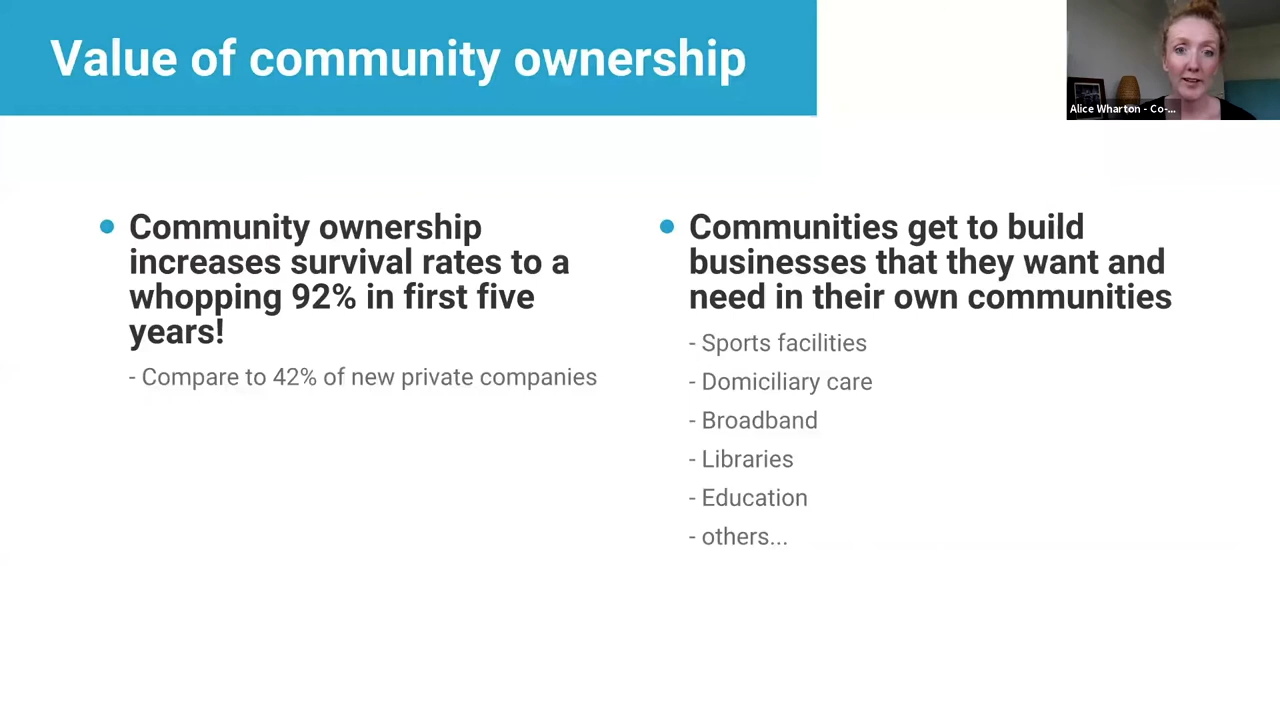 Value of community ownership
Alice Wharton - Co-...
Community ownership
increases survival rates to a
whopping 92% in first five
years!
- Compare to 42% of new private companies
Communities get to build
businesses that they want and
need in their own communities
- Sports facilities
- Domiciliary care
- Broadband
- Libraries
- Education
- others...